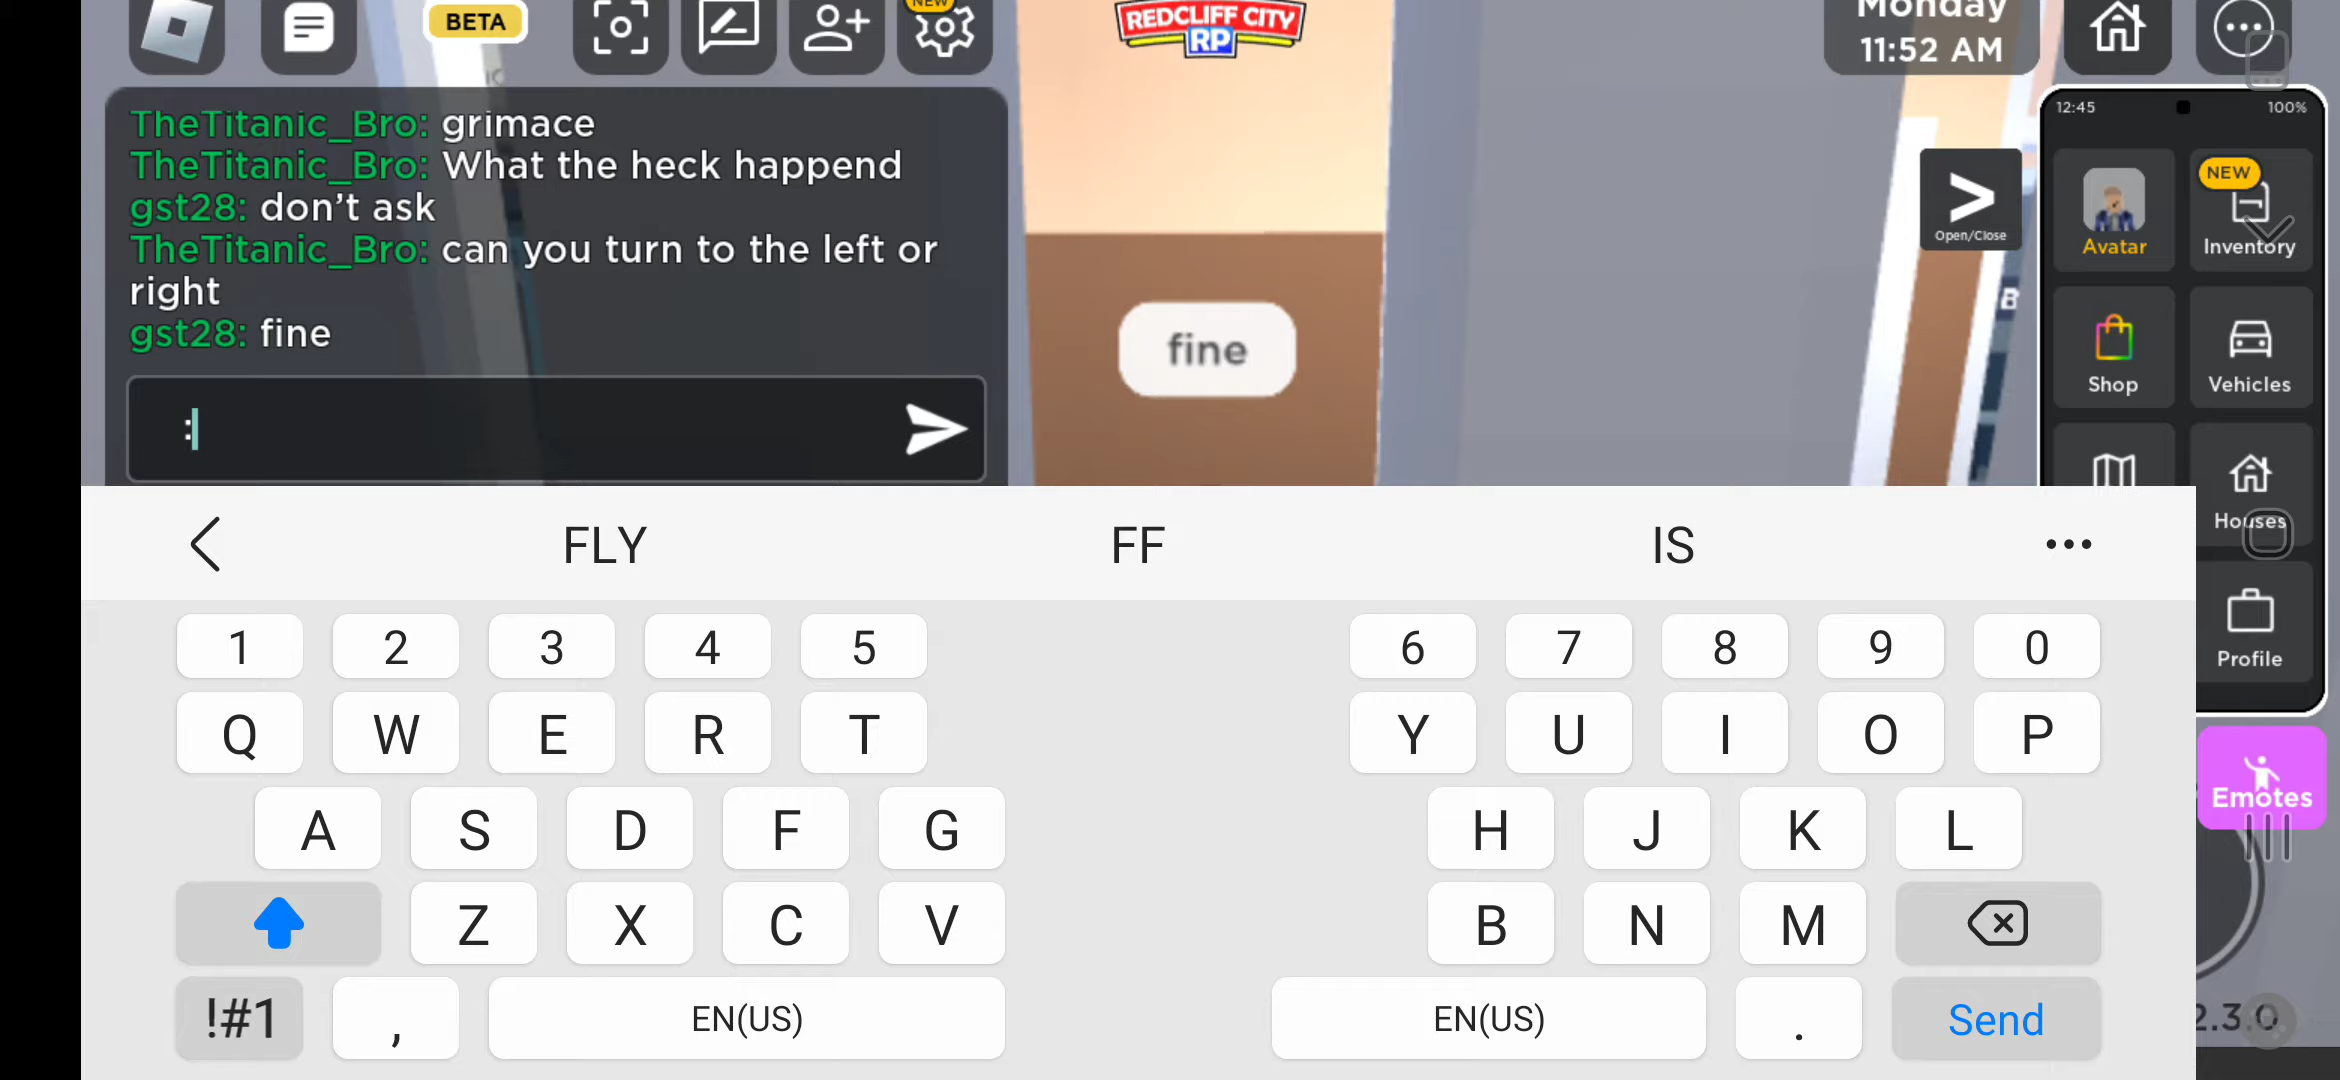 BETA
NEW
REDCLIFF CITY
RP
Monday
11:52 AM
TheTitanic_Bro: grimace
TheTitanic_Bro: What the heck happend
gst28: don't ask
TheTitanic_Bro: can you turn to the left or
right
gst28: fine
:
fine
>
Open/Close
12:45
100%
Avatar
NEW
Inventory
Shop
Vehicles
Houses
Profile
Emotes
B
FLY
FF
IS
1 2 3 4 5 6 7 8 9 0
Q W E R T Y U I O P
A S D F G H J K L
Z X C V B N M
!#1 , EN(US) EN(US) . Send
2.3.0